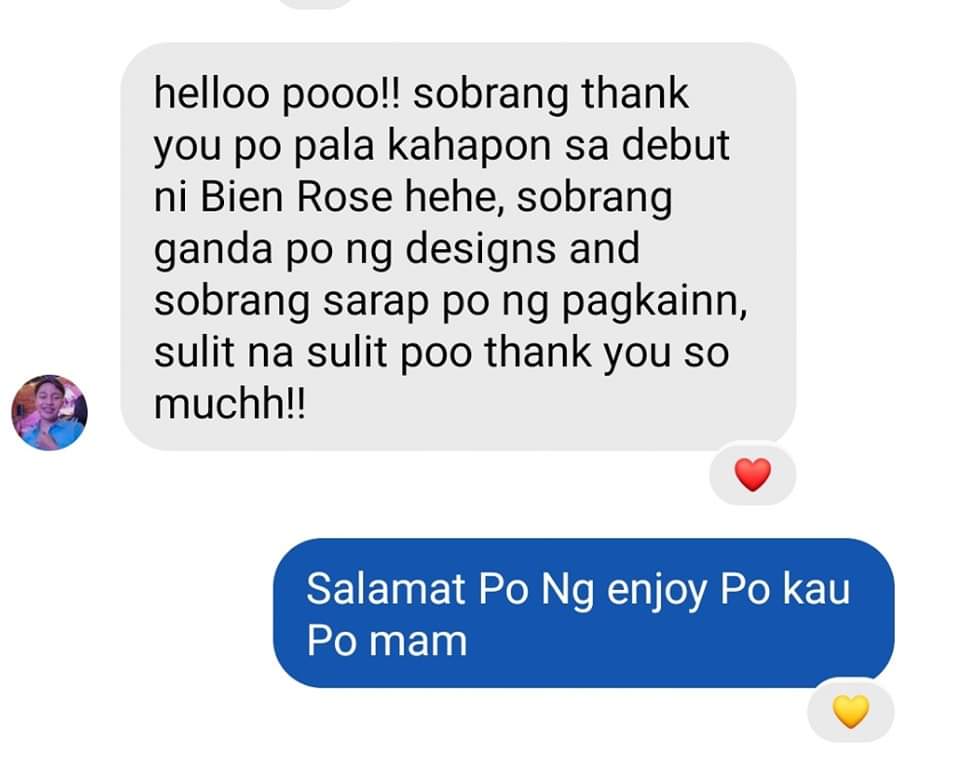 helloo pooo!! sobrang thank
you po pala kahapon sa debut
ni Bien Rose hehe, sobrang
ganda po ng designs and
sobrang sarap po ng pagkainn,
sulit na sulit poo thank you so
muchh!!
Salamat Po Ng enjoy Po kau
Po mam